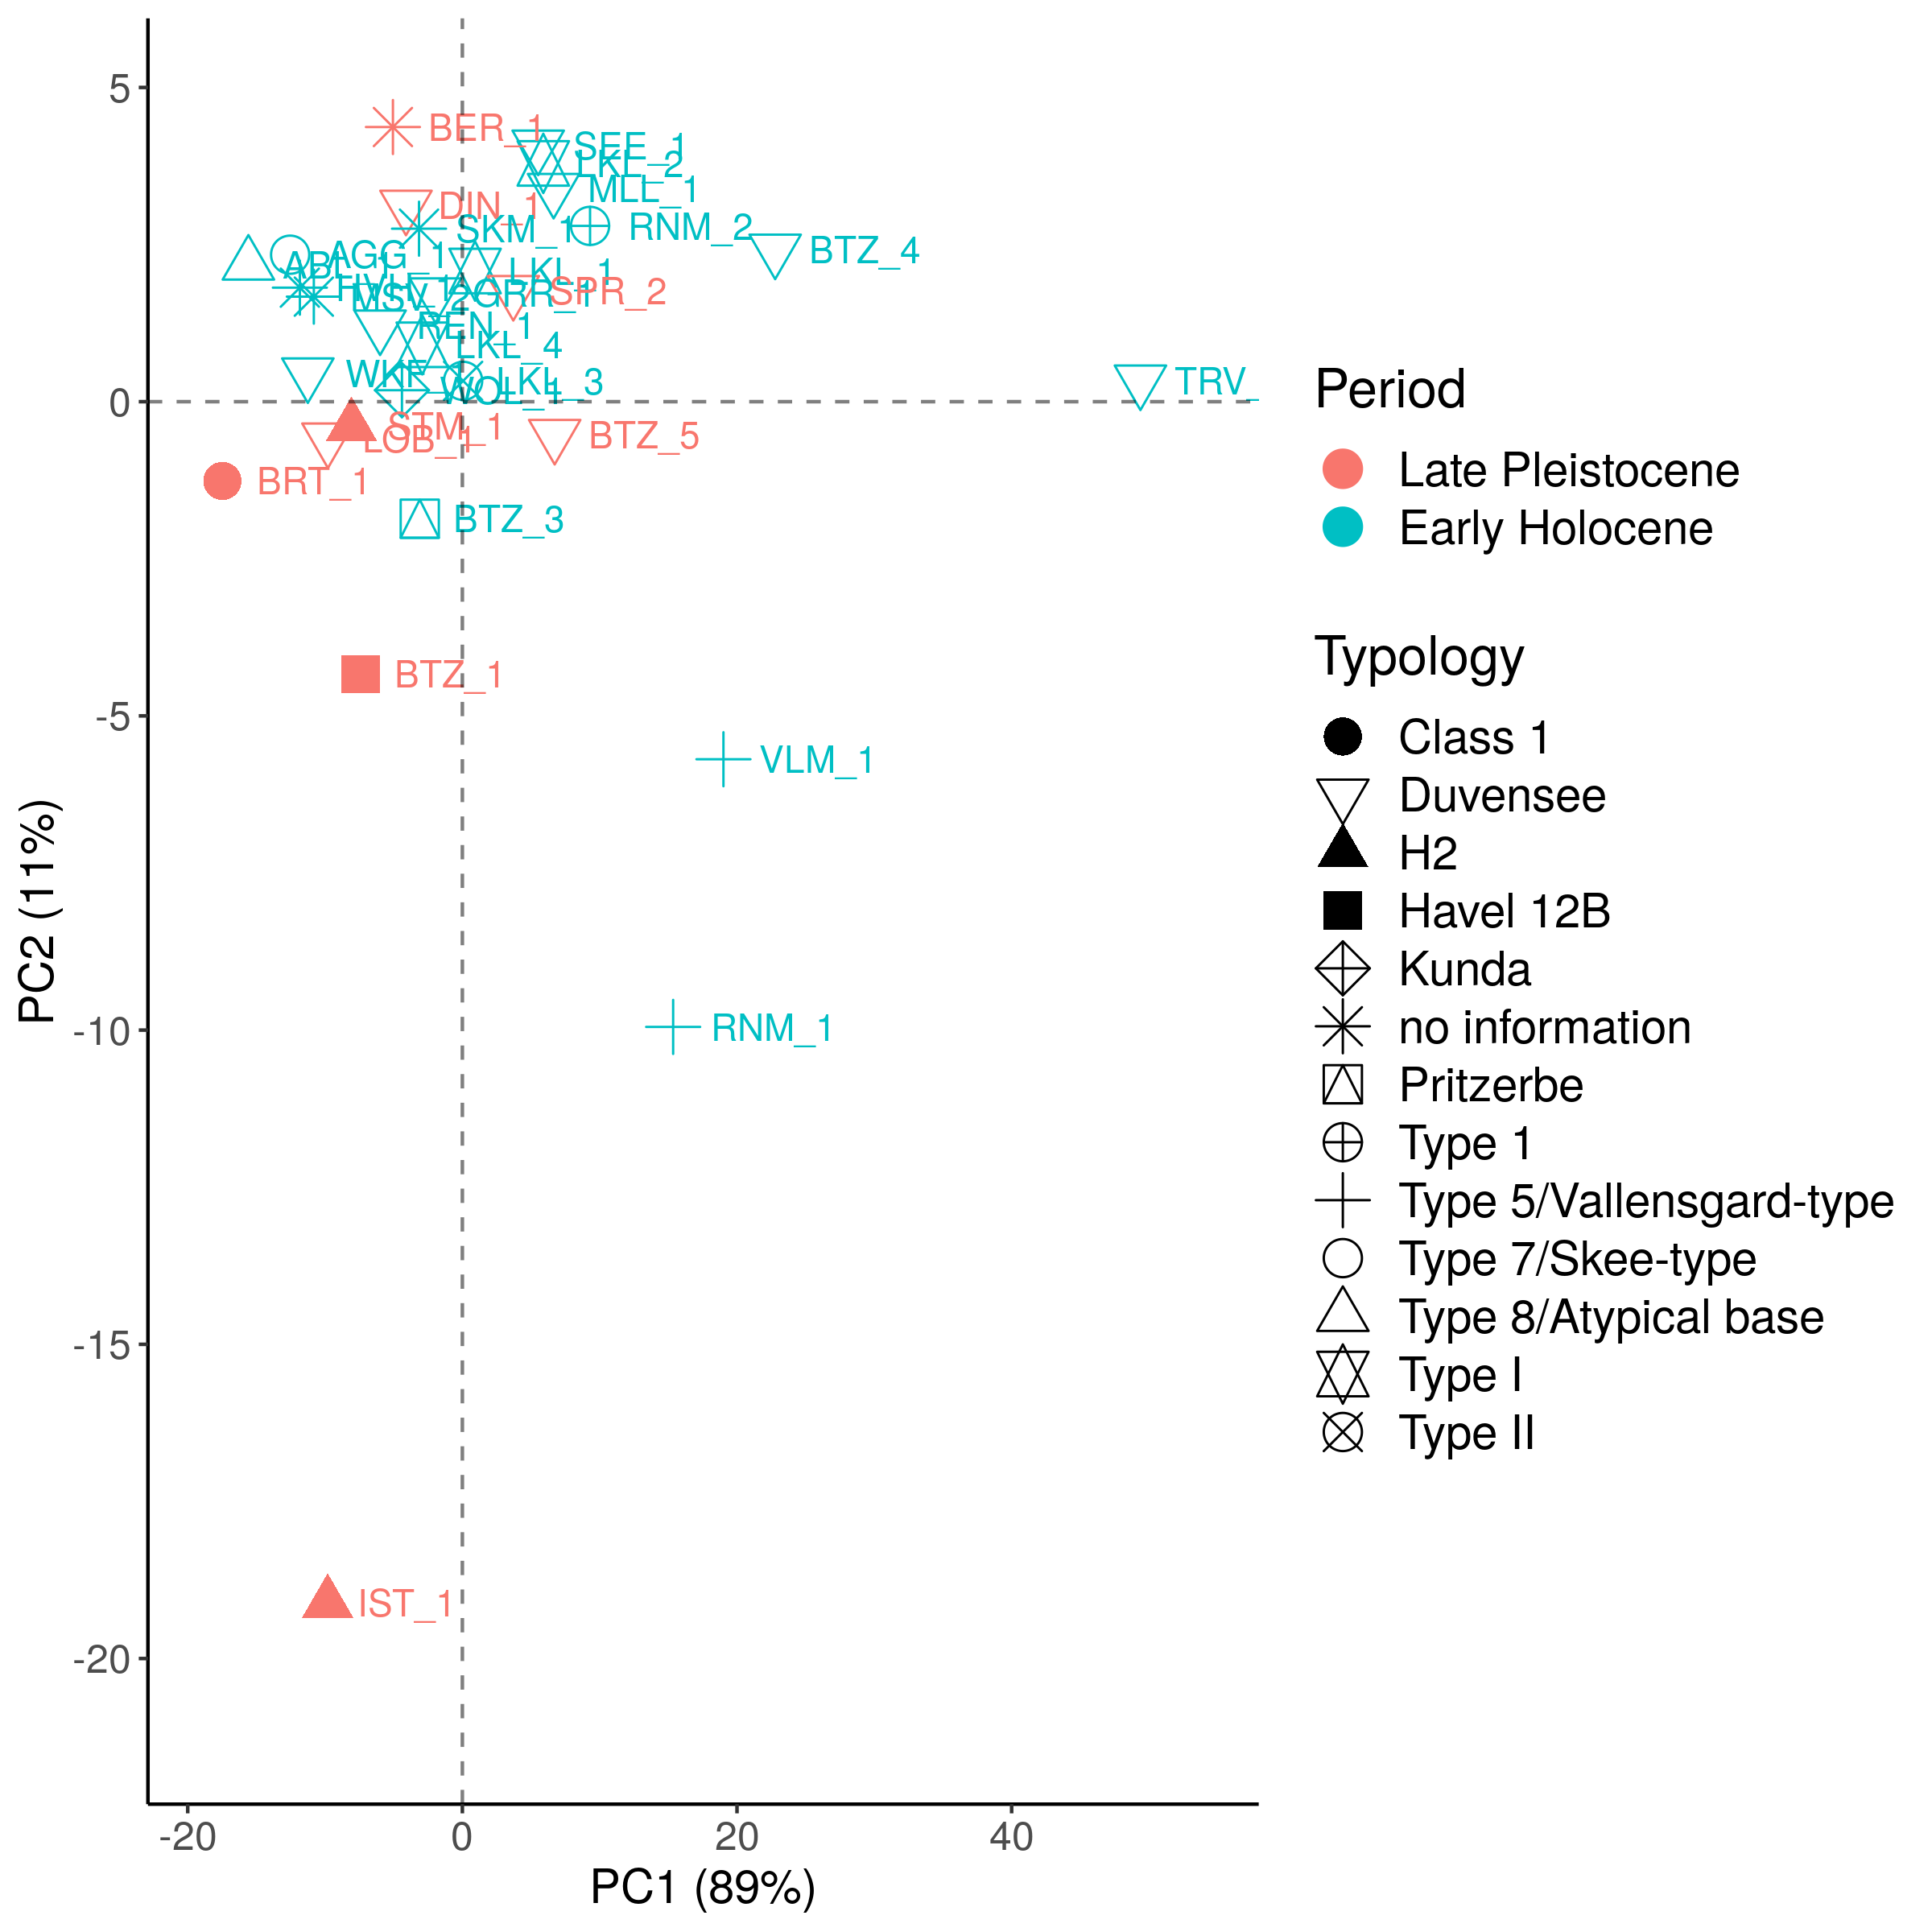 5
0
-5
-10
-15
-20
PC2 (11%)
BER_1
SEE_1
LKL_2
MLL_1
DIN_1
SKM_1
RNM_2
BTZ_4
AGG_1
LKL_1
SPR_2
LKL_4
LKL_3
WOL_1
TRV_
STM_1
LOB_1
BTZ_5
BRT_1
BTZ_3
BTZ_1
VLM_1
RNM_1
IST_1
-20
0
20
40
PC1 (89%)
Period
Late Pleistocene
Early Holocene
Typology
Class 1
Duvensee
H2
Havel 12B
Kunda
no information
Pritzerbe
Type 1
Type 5/Vallensgard-type
Type 7/Skee-type
Type 8/Atypical base
Type I
Type II